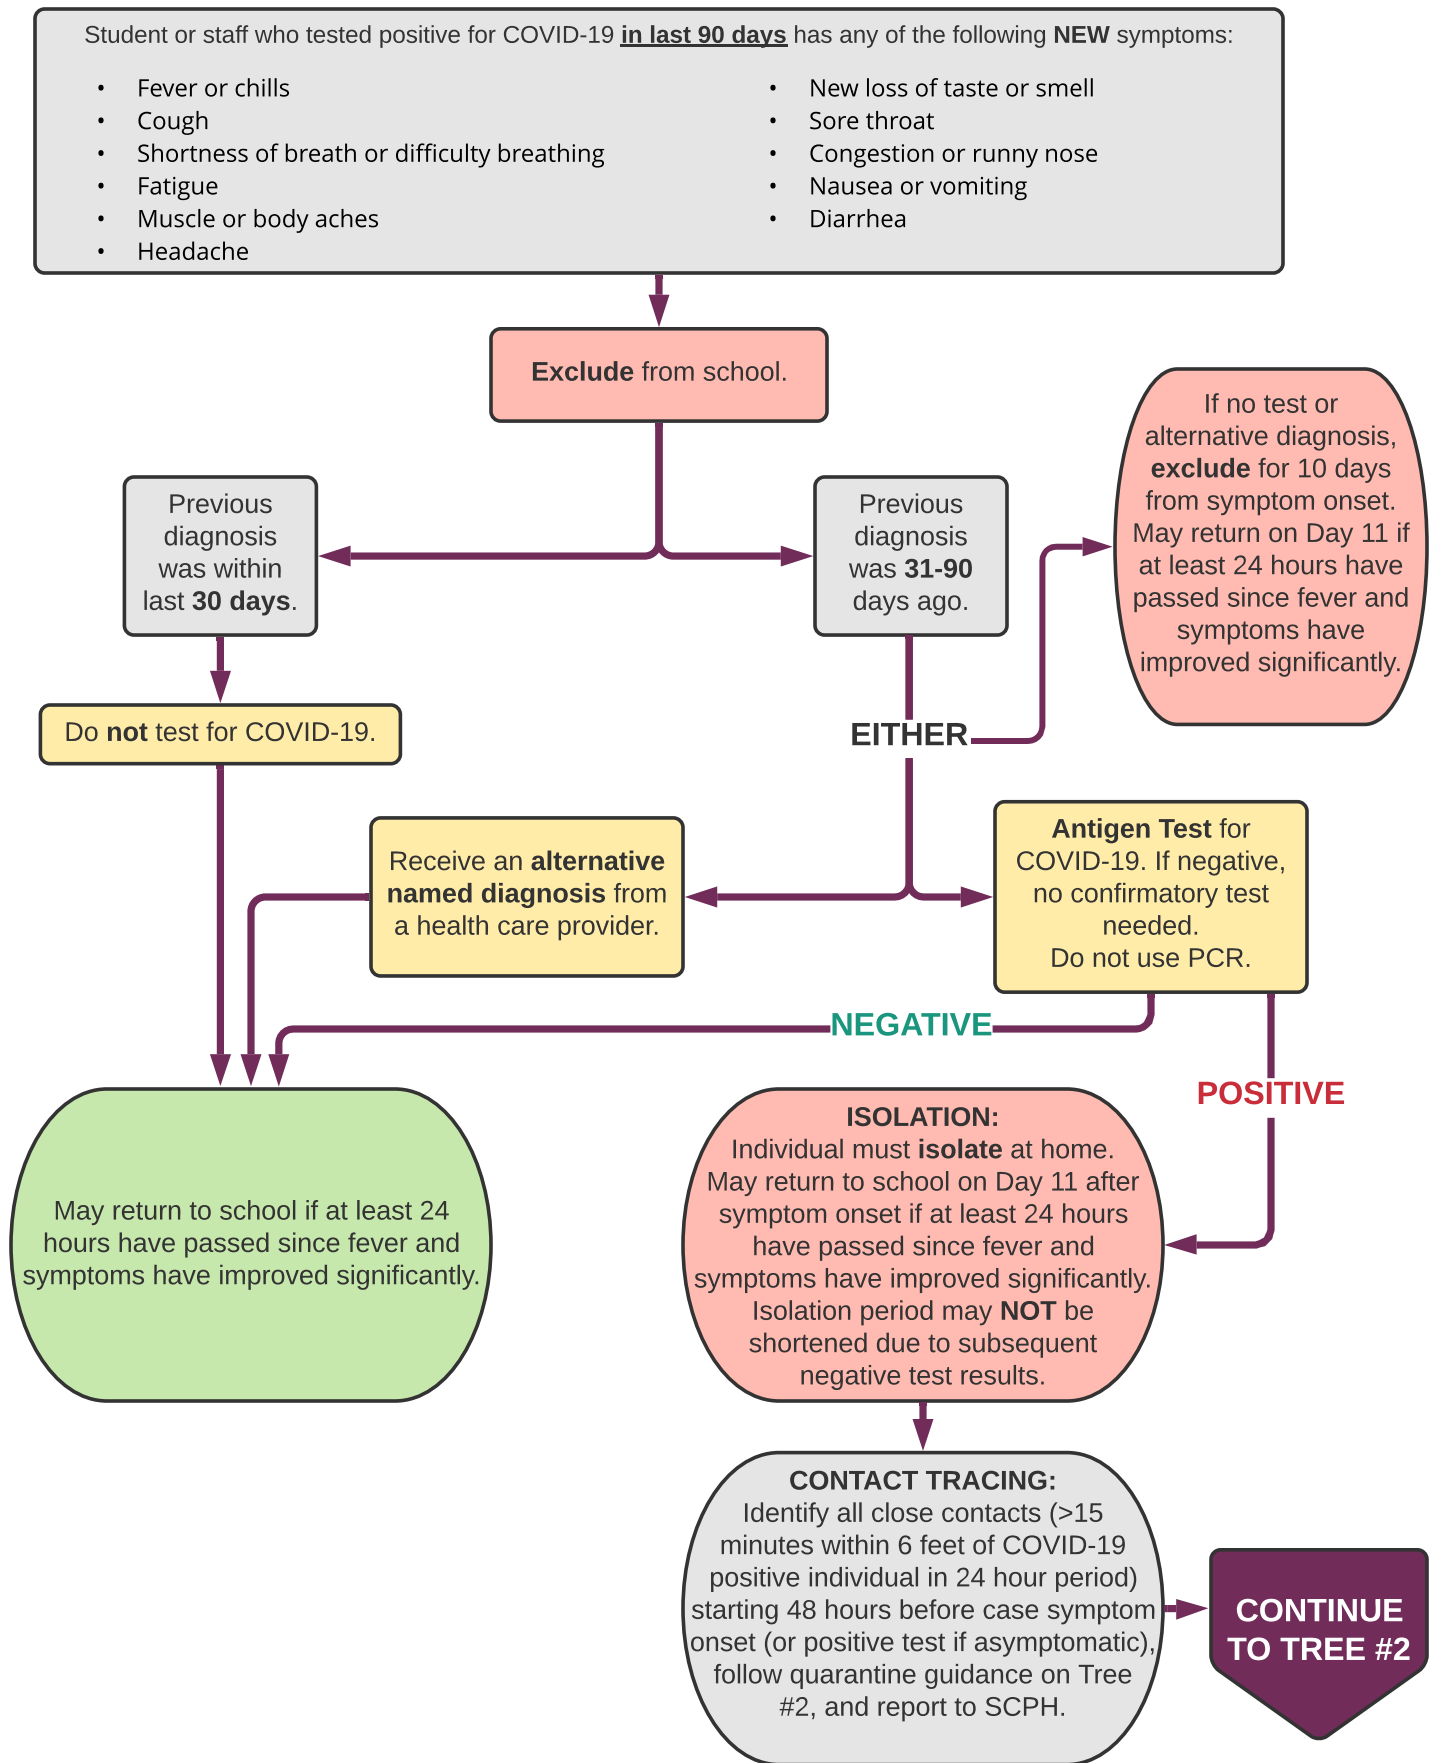 Student or staff who tested positive for COVID-19 in last 90 days has any of the following NEW symptoms:
• Fever or chills
• Cough
• Shortness of breath or difficulty breathing
• Fatigue
• Muscle or body aches
• Headache
• New loss of taste or smell
• Sore throat
• Congestion or runny nose
• Nausea or vomiting
• Diarrhea
Exclude from school.
Previous
diagnosis
was within
last 30 days.
Previous
diagnosis
was 31-90
days ago.
If no test or
alternative diagnosis,
exclude for 10 days
from symptom onset.
May return on Day 11 if
at least 24 hours have
passed since fever and
symptoms have
improved significantly.
Do not test for COVID-19.
EITHER
Receive an alternative
named diagnosis from
a health care provider.
Antigen Test for
COVID-19. If negative,
no confirmatory test
needed.
Do not use PCR.
NEGATIVE
POSITIVE
May return to school if at least 24
hours have passed since fever and
symptoms have improved significantly.
ISOLATION:
Individual must isolate at home.
May return to school on Day 11 after
symptom onset if at least 24 hours
have passed since fever and
symptoms have improved significantly.
Isolation period may NOT be
shortened due to subsequent
negative test results.
CONTACT TRACING:
Identify all close contacts (>15
minutes within 6 feet of COVID-19
positive individual in 24 hour period)
starting 48 hours before case symptom
onset (or positive test if asymptomatic),
follow quarantine guidance on Tree
#2, and report to SCPH.
CONTINUE
TO TREE #2